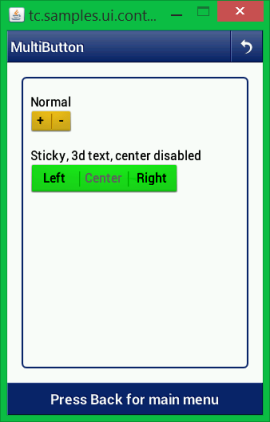 tc.samples.ui.cont...
MultiButton
Normal
+ -
Sticky, 3d text, center disabled
Left Center Right
Press Back for main menu